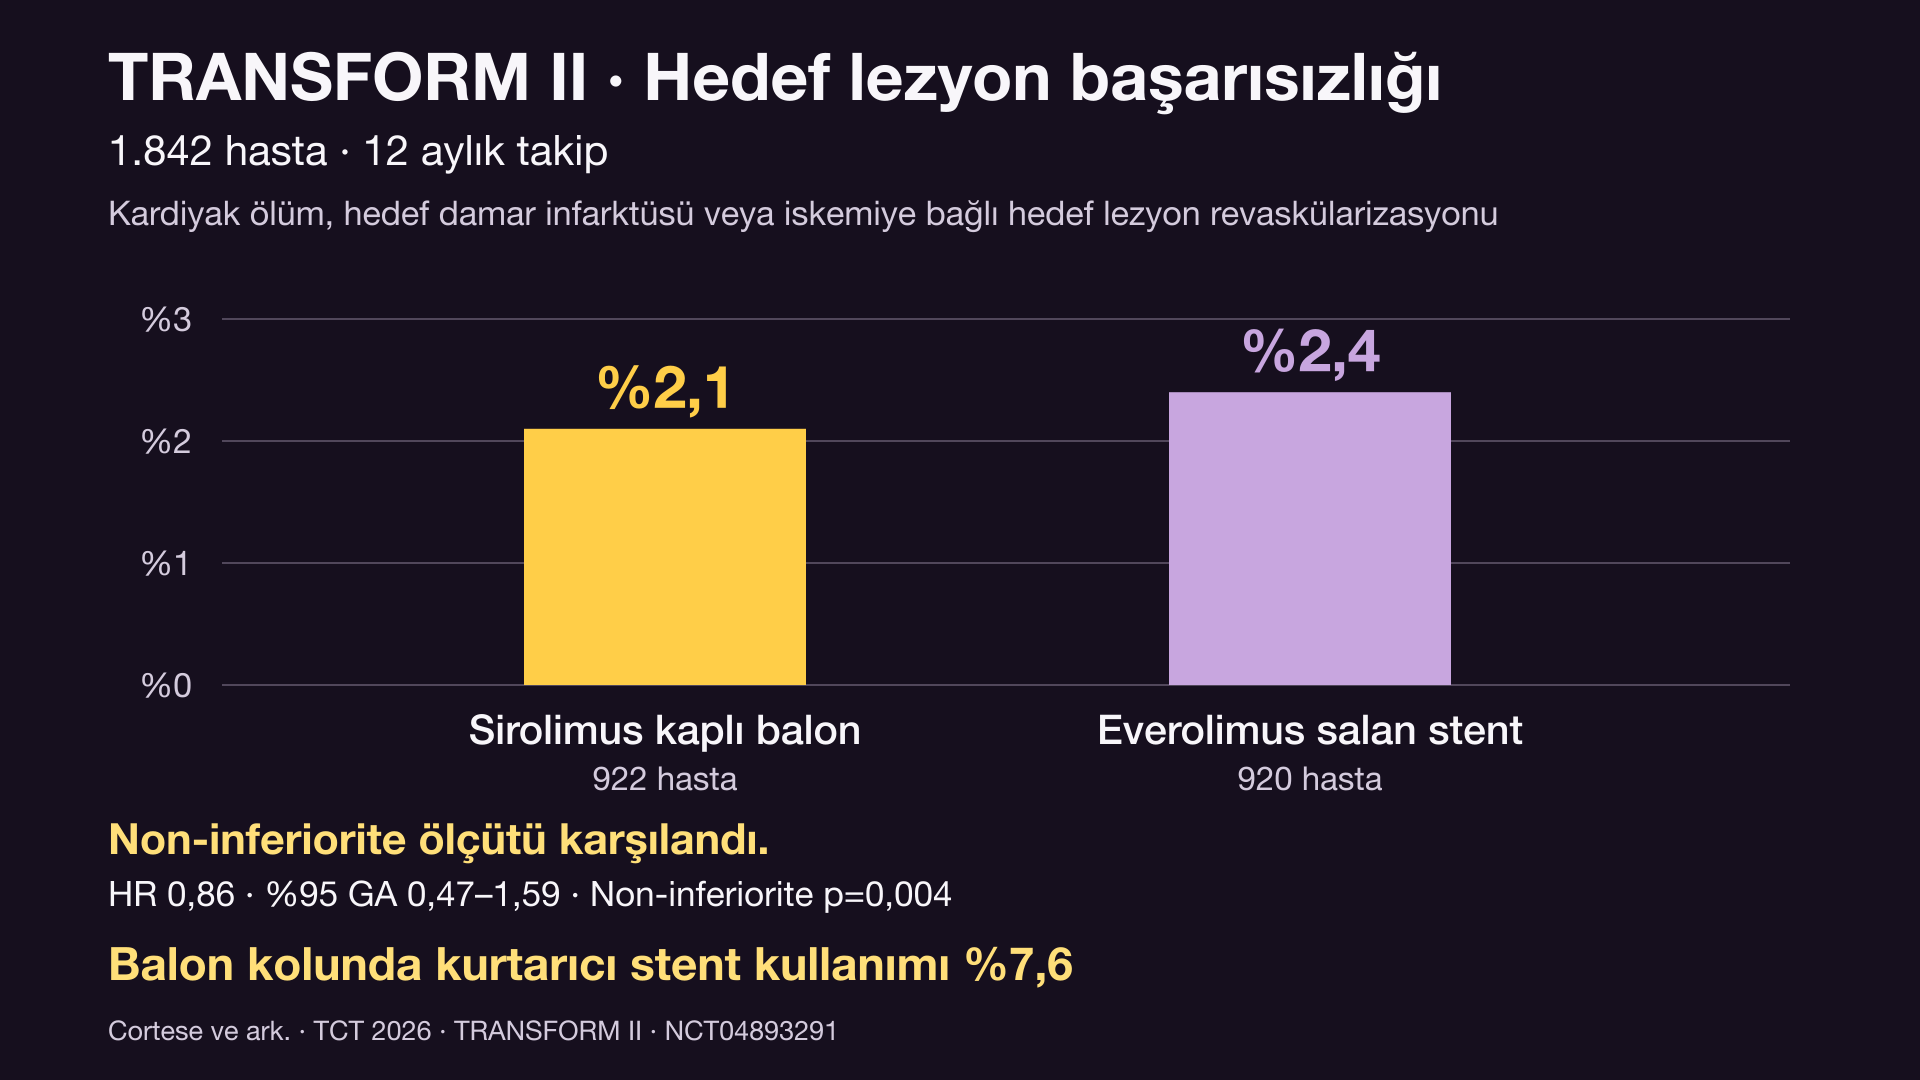 TRANSFORM II · Hedef lezyon başarısızlığı
1.842 hasta · 12 aylık takip
Kardiyak ölüm, hedef damar infarktüsü veya iskemiye bağlı hedef lezyon revaskülarizasyonu
%3
%2,4
%2,1
%2
%1
%0
Sirolimus kaplı balon
922 hasta
Everolimus salan stent
920 hasta
Non-inferiorite ölçütü karşılandı.
HR 0,86 · %95 GA 0,47–1,59 · Non-inferiorite p=0,004
Balon kolunda kurtarıcı stent kullanımı %7,6
Cortese ve ark. · TCT 2026 · TRANSFORM II · NCT04893291